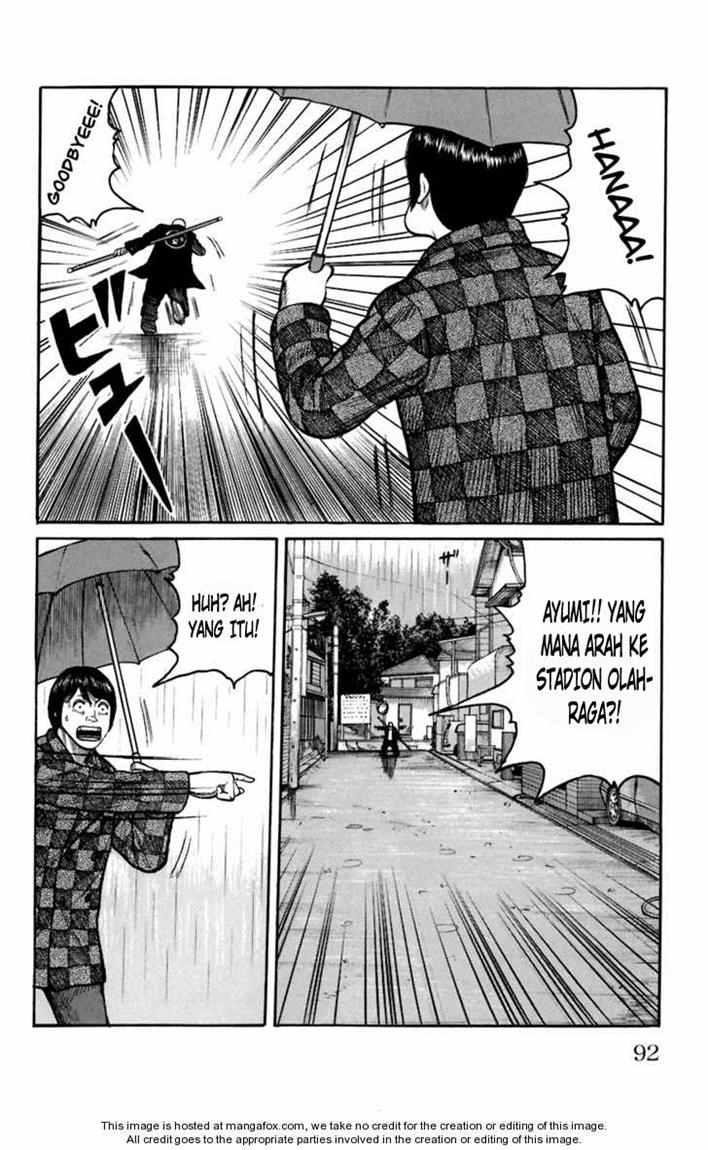 HANAAA!
GOODBYEEE!
ビュー
AYUMI!! YANG
MANA ARAH KE
STADION OLAH-
RAGA?!
ザ
HUH? AH!
YANG ITU!
92
This image is hosted at mangafox.com, we take no credit for the creation or editing of this image.
All credit goes to the appropriate parties involved in the creation or editing of this image.